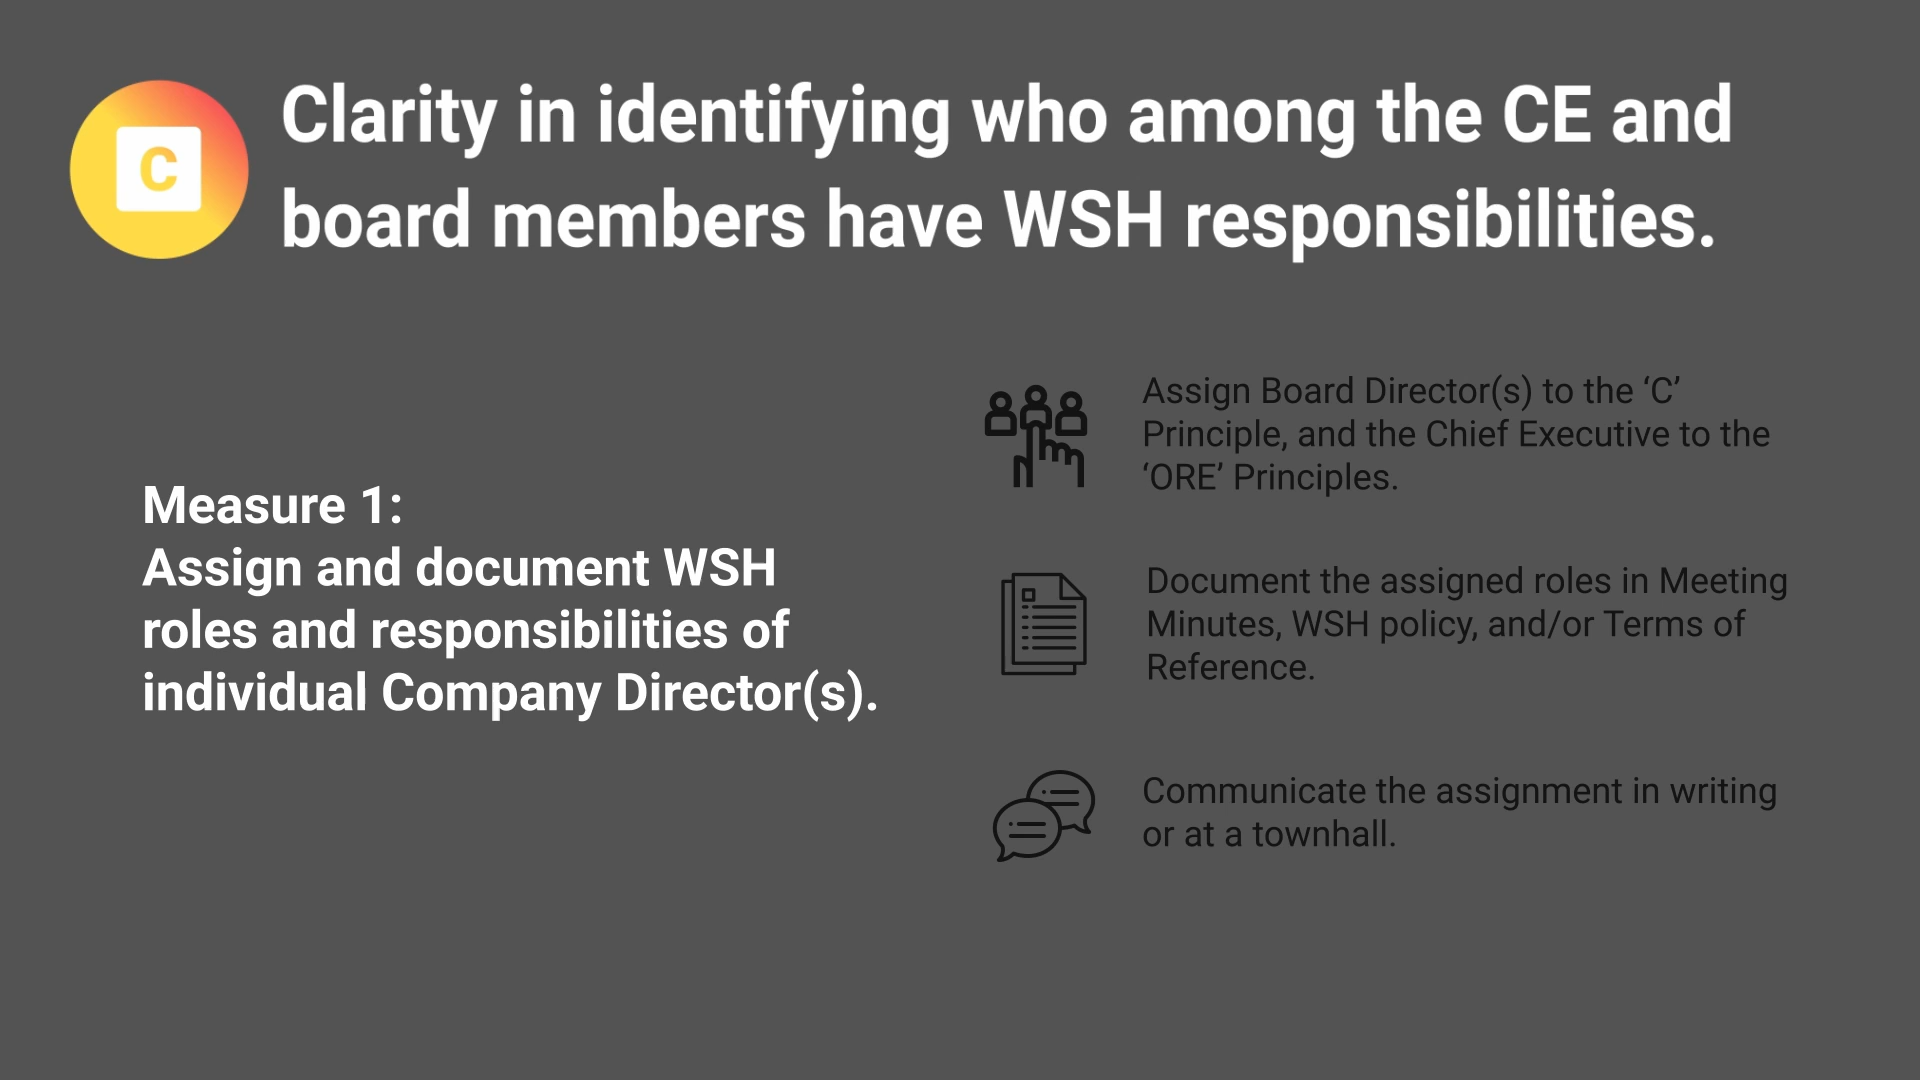 C
Clarity in identifying who among the CE and
board members have WSH responsibilities.
Measure 1:
Assign and document WSH
roles and responsibilities of
individual Company Director(s).
Assign Board Director(s) to the ‘C’
Principle, and the Chief Executive to the
‘ORE’ Principles.
Document the assigned roles in Meeting
Minutes, WSH policy, and/or Terms of
Reference.
Communicate the assignment in writing
or at a townhall.